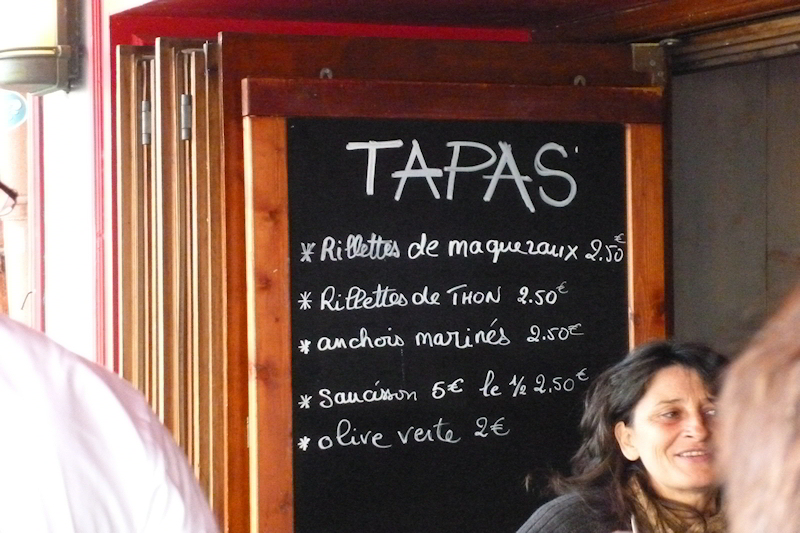 TAPAS
* Rillettes de maquezaux 2.50€
* Rillettes de THON 2.50€
* anchois marinés 2.50€
* Saucisson 5€ le 1/2 2.50€
* olive verte 2€